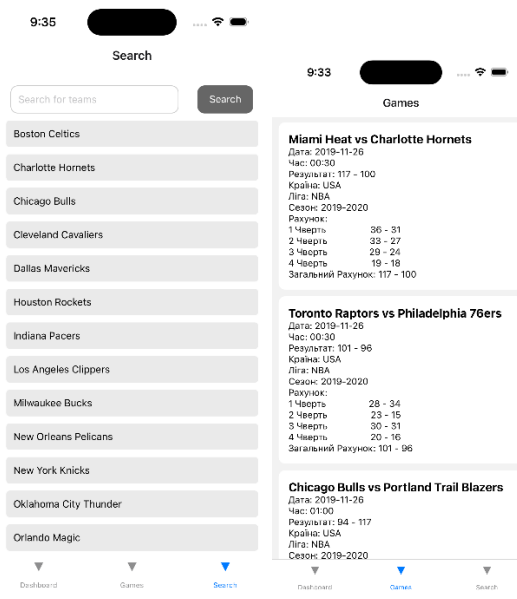 9:35
Search
Search for teams
Search
Boston Celtics
Charlotte Hornets
Chicago Bulls
Cleveland Cavaliers
Dallas Mavericks
Houston Rockets
Indiana Pacers
Los Angeles Clippers
Milwaukee Bucks
New Orleans Pelicans
New York Knicks
Oklahoma City Thunder
Orlando Magic
Dashboard
Games
Search
9:33
Games
Miami Heat vs Charlotte Hornets
Дата: 2019-11-26
Час: 00:30
Результат: 117 - 100
Країна: USA
Ліга: NBA
Сезон: 2019-2020
Рахунок:
1 Чверть 36 - 31
2 Чверть 33 - 27
3 Чверть 29 - 24
4 Чверть 19 - 18
Загальний Рахунок: 117 - 100
Toronto Raptors vs Philadelphia 76ers
Дата: 2019-11-26
Час: 00:30
Результат: 101 - 96
Країна: USA
Ліга: NBA
Сезон: 2019-2020
Рахунок:
1 Чверть 28 - 34
2 Чверть 23 - 15
3 Чверть 30 - 31
4 Чверть 20 - 16
Загальний Рахунок: 101 - 96
Chicago Bulls vs Portland Trail Blazers
Дата: 2019-11-26
Час: 01:00
Результат: 94 - 117
Країна: USA
Ліга: NBA
Сезон: 2019-2020
Dashboard
Games
Search